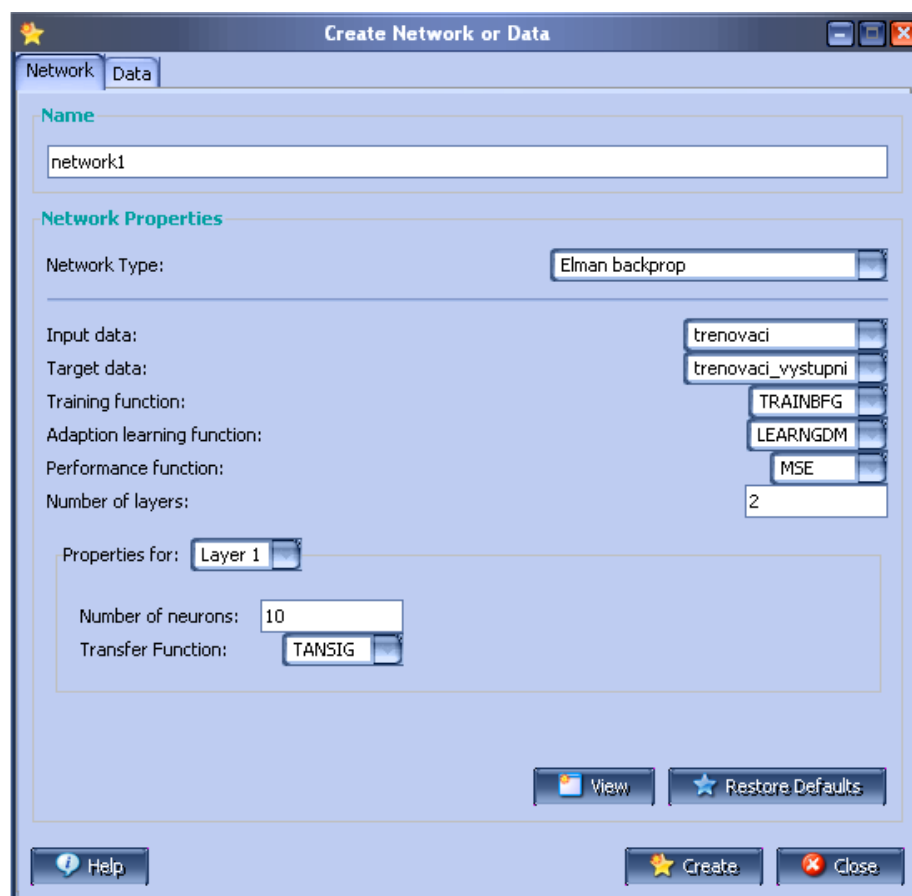 Create Network or Data
Network Data
Name
network1
Network Properties
Network Type: Elman backprop
Input data: trenovaci
Target data: trenovaci_vystupni
Training function: TRAINBFG
Adaption learning function: LEARNGDM
Performance function: MSE
Number of layers: 2
Properties for: Layer 1
Number of neurons: 10
Transfer Function: TANSIG
View Restore Defaults
Help Create Close